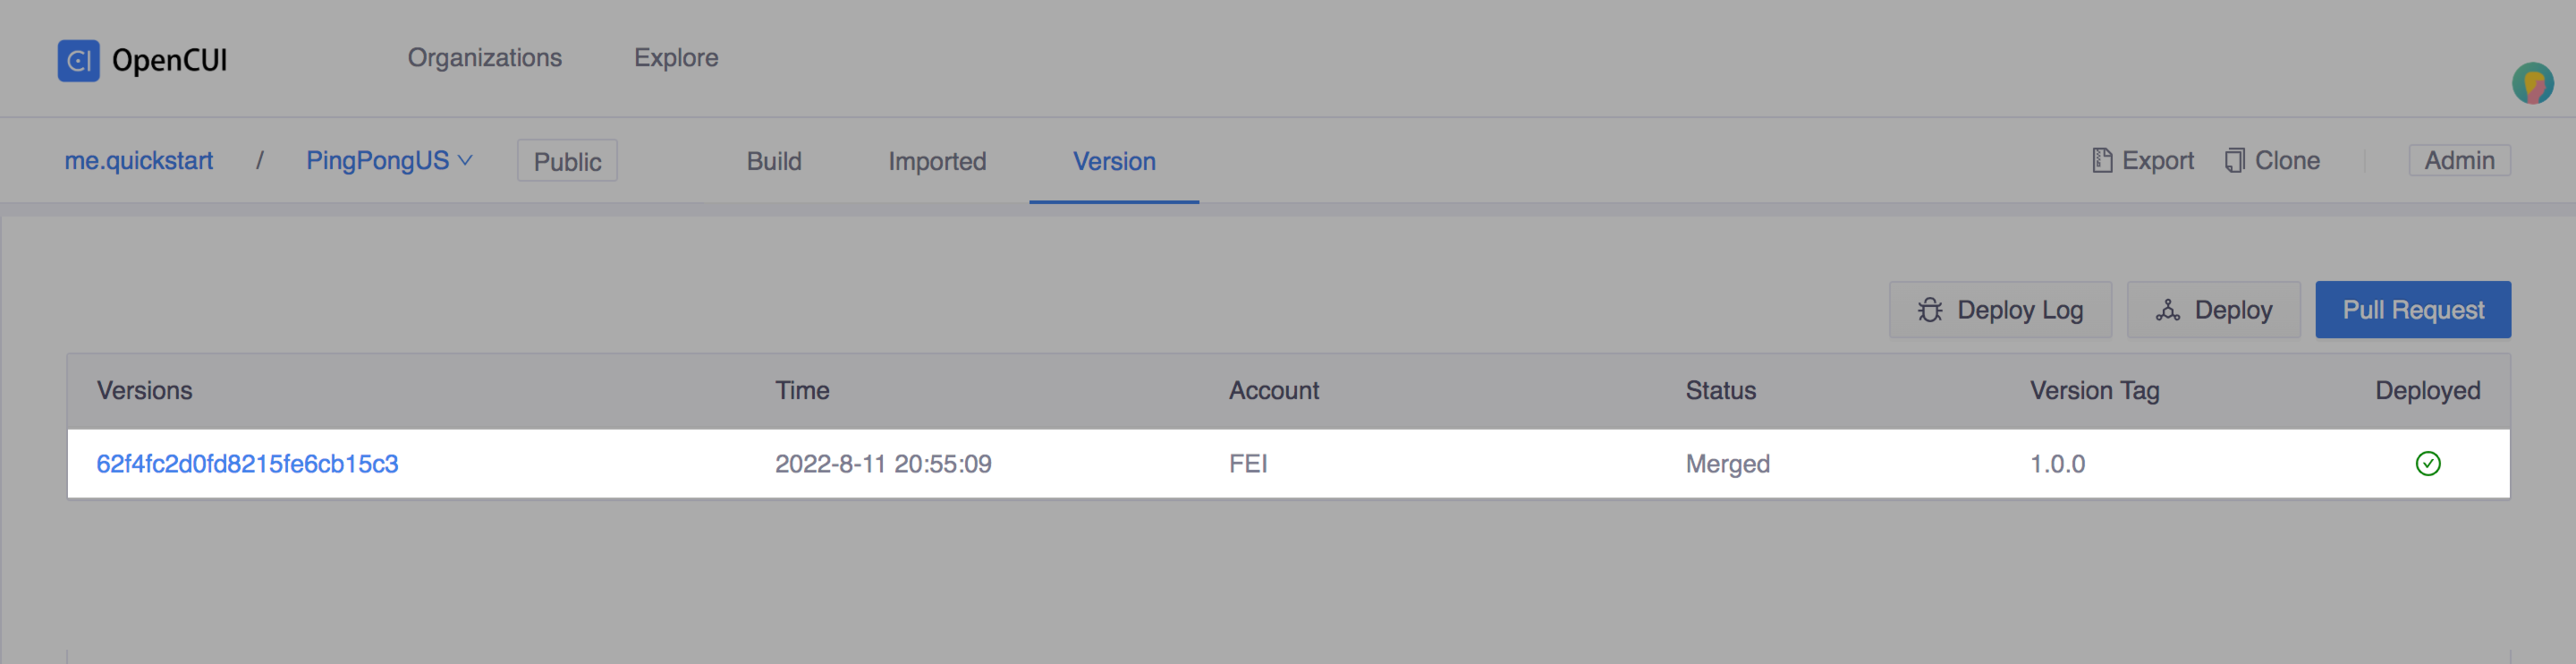 CI OpenCUI Organizations Explore
me.quickstart / PingPongUS Public Build Imported Version Export Clone Admin
Deploy Log Deploy Pull Request
Versions Time Account Status Version Tag Deployed
62f4fc2d0fd8215fe6cb15c3 2022-8-11 20:55:09 FEI Merged 1.0.0